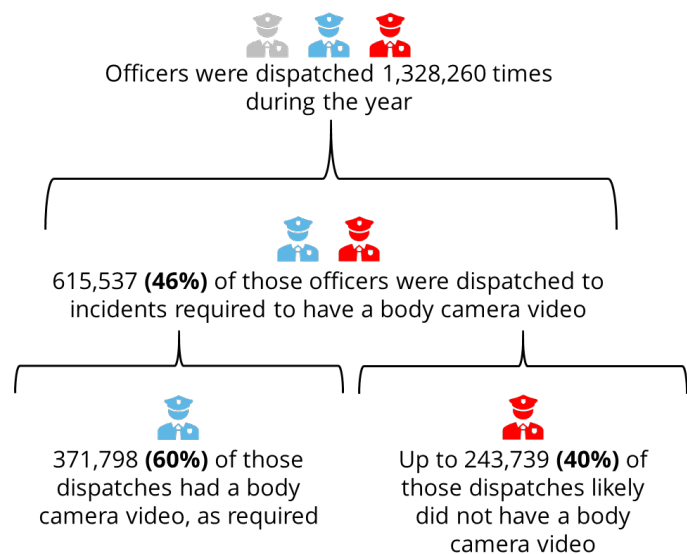 Officers were dispatched 1,328,260 times
during the year
615,537 (46%) of those officers were dispatched to
incidents required to have a body camera video
371,798 (60%) of those
dispatches had a body
camera video, as required
Up to 243,739 (40%) of
those dispatches likely
did not have a body
camera video